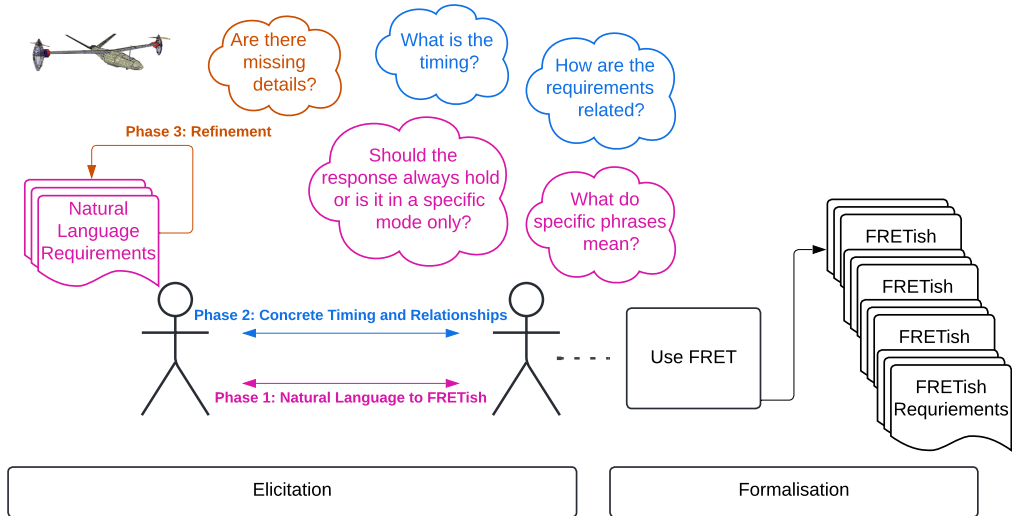 Are there
missing
details?
What is the
timing?
How are the
requirements
related?
Phase 3: Refinement
Should the
response always hold
or is it in a specific
mode only?
What do
specific phrases
mean?
Natural
Language
Requirements
Phase 2: Concrete Timing and Relationships
Phase 1: Natural Language to FRETish
Use FRET
FRETish
FRETish
FRETish
FRETish
Requriements
Elicitation
Formalisation